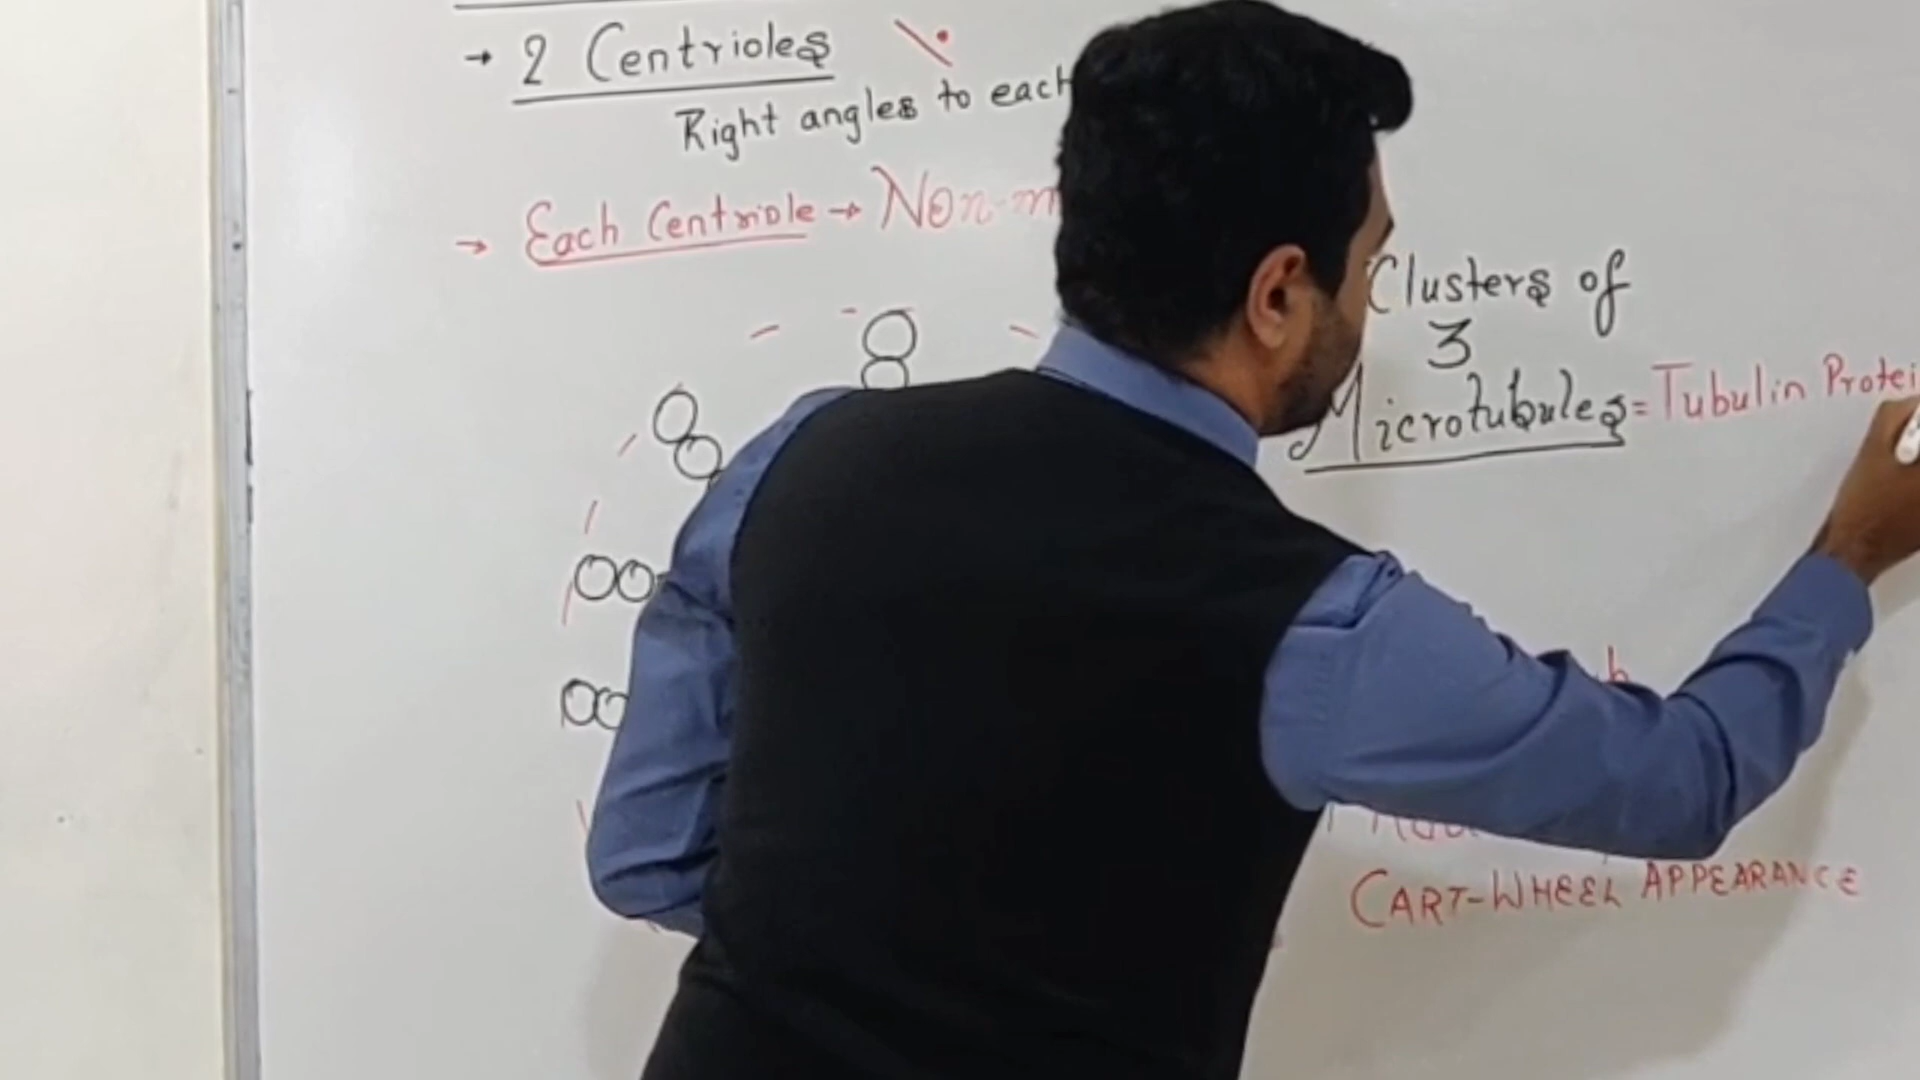 → 2 Centrioles
Right angles to each
→ Each Centriole → Non-m
Clusters of
3
Microtubules = Tubulin Protei
CART-WHEEL APPEARANCE